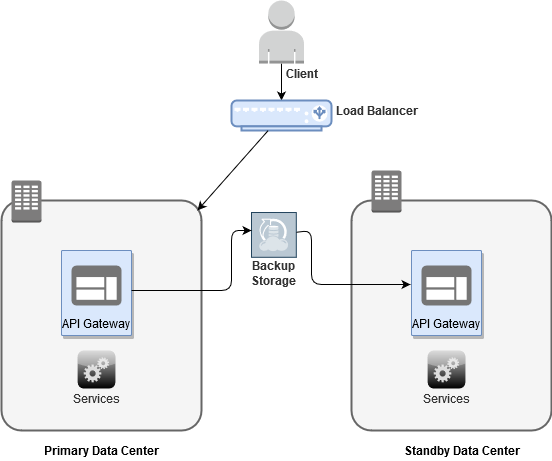 Client
Load Balancer
Backup
Storage
API Gateway
API Gateway
Services
Services
Primary Data Center
Standby Data Center